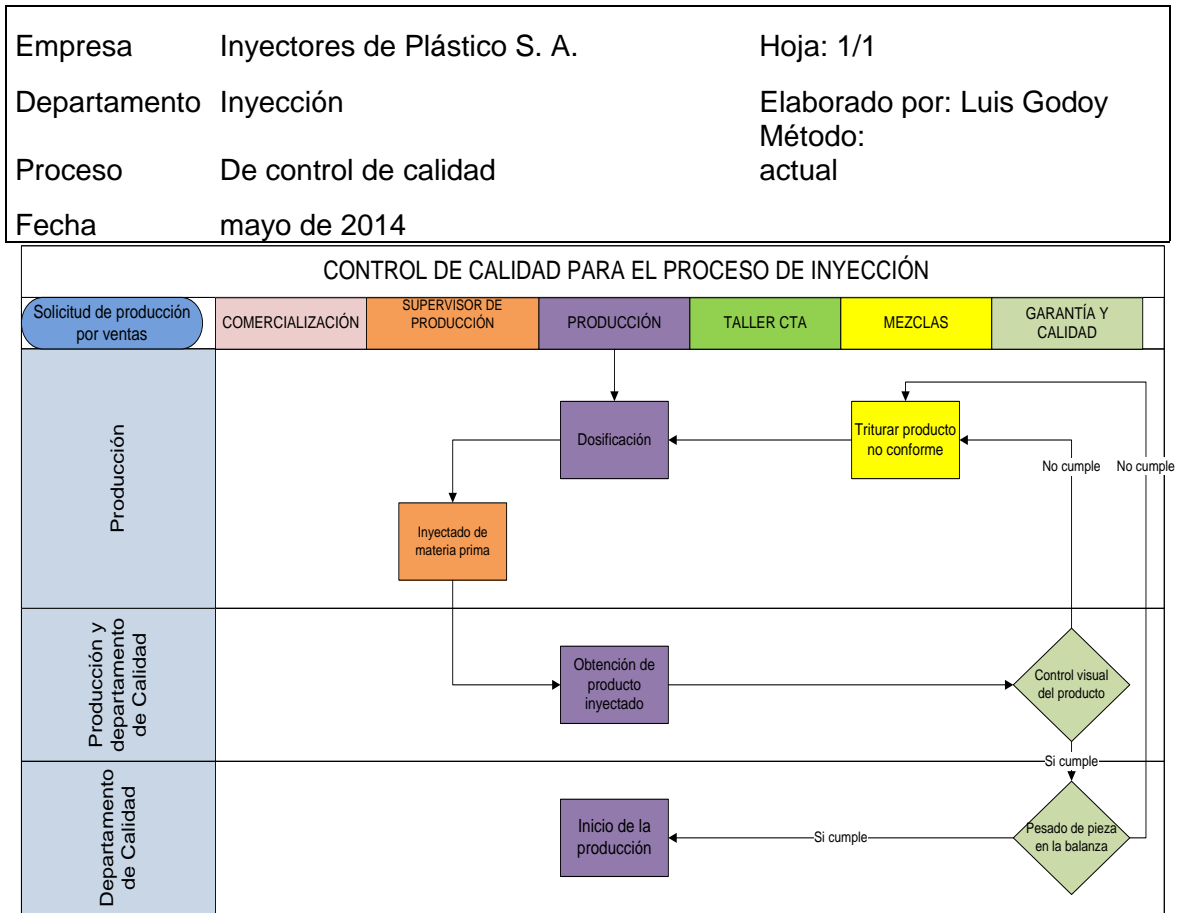 Empresa Inyectores de Plástico S. A. Hoja: 1/1
Departamento Inyección Elaborado por: Luis Godoy
Método:
Proceso De control de calidad actual
Fecha mayo de 2014
CONTROL DE CALIDAD PARA EL PROCESO DE INYECCIÓN
Solicitud de producción
por ventas
COMERCIALIZACIÓN
SUPERVISOR DE
PRODUCCIÓN
PRODUCCIÓN
TALLER CTA
MEZCLAS
GARANTÍA Y
CALIDAD
Producción
Dosificación
Triturar producto
no conforme
No cumple
No cumple
Inyectado de
materia prima
Producción y
departamento
de Calidad
Obtención de
producto
inyectado
Control visual
del producto
Si cumple
Departamento
de Calidad
Inicio de la
producción
Si cumple
Pesado de pieza
en la balanza